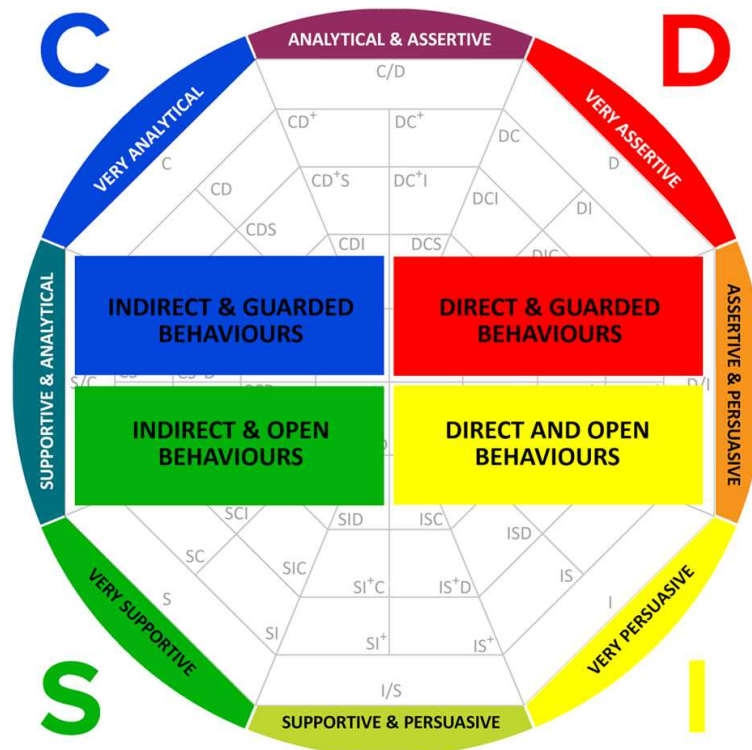 C
D
ANALYTICAL & ASSERTIVE
VERY ANALYTICAL
VERY ASSERTIVE
C/D
CD+
DC+
DC
C
D
CD
CD+S
DC+I
DCI
DI
CDS
CDI
DCS
DIC
INDIRECT & GUARDED
BEHAVIOURS
DIRECT & GUARDED
BEHAVIOURS
SUPPORTIVE & ANALYTICAL
ASSERTIVE & PERSUASIVE
S/C
D/I
INDIRECT & OPEN
BEHAVIOURS
DIRECT AND OPEN
BEHAVIOURS
SCI
SID
ISC
ISD
SC
SIC
IS
S
SI+C
IS+D
I
SI
SI+
IS+
VERY SUPPORTIVE
VERY PERSUASIVE
I/S
SUPPORTIVE & PERSUASIVE
S
I